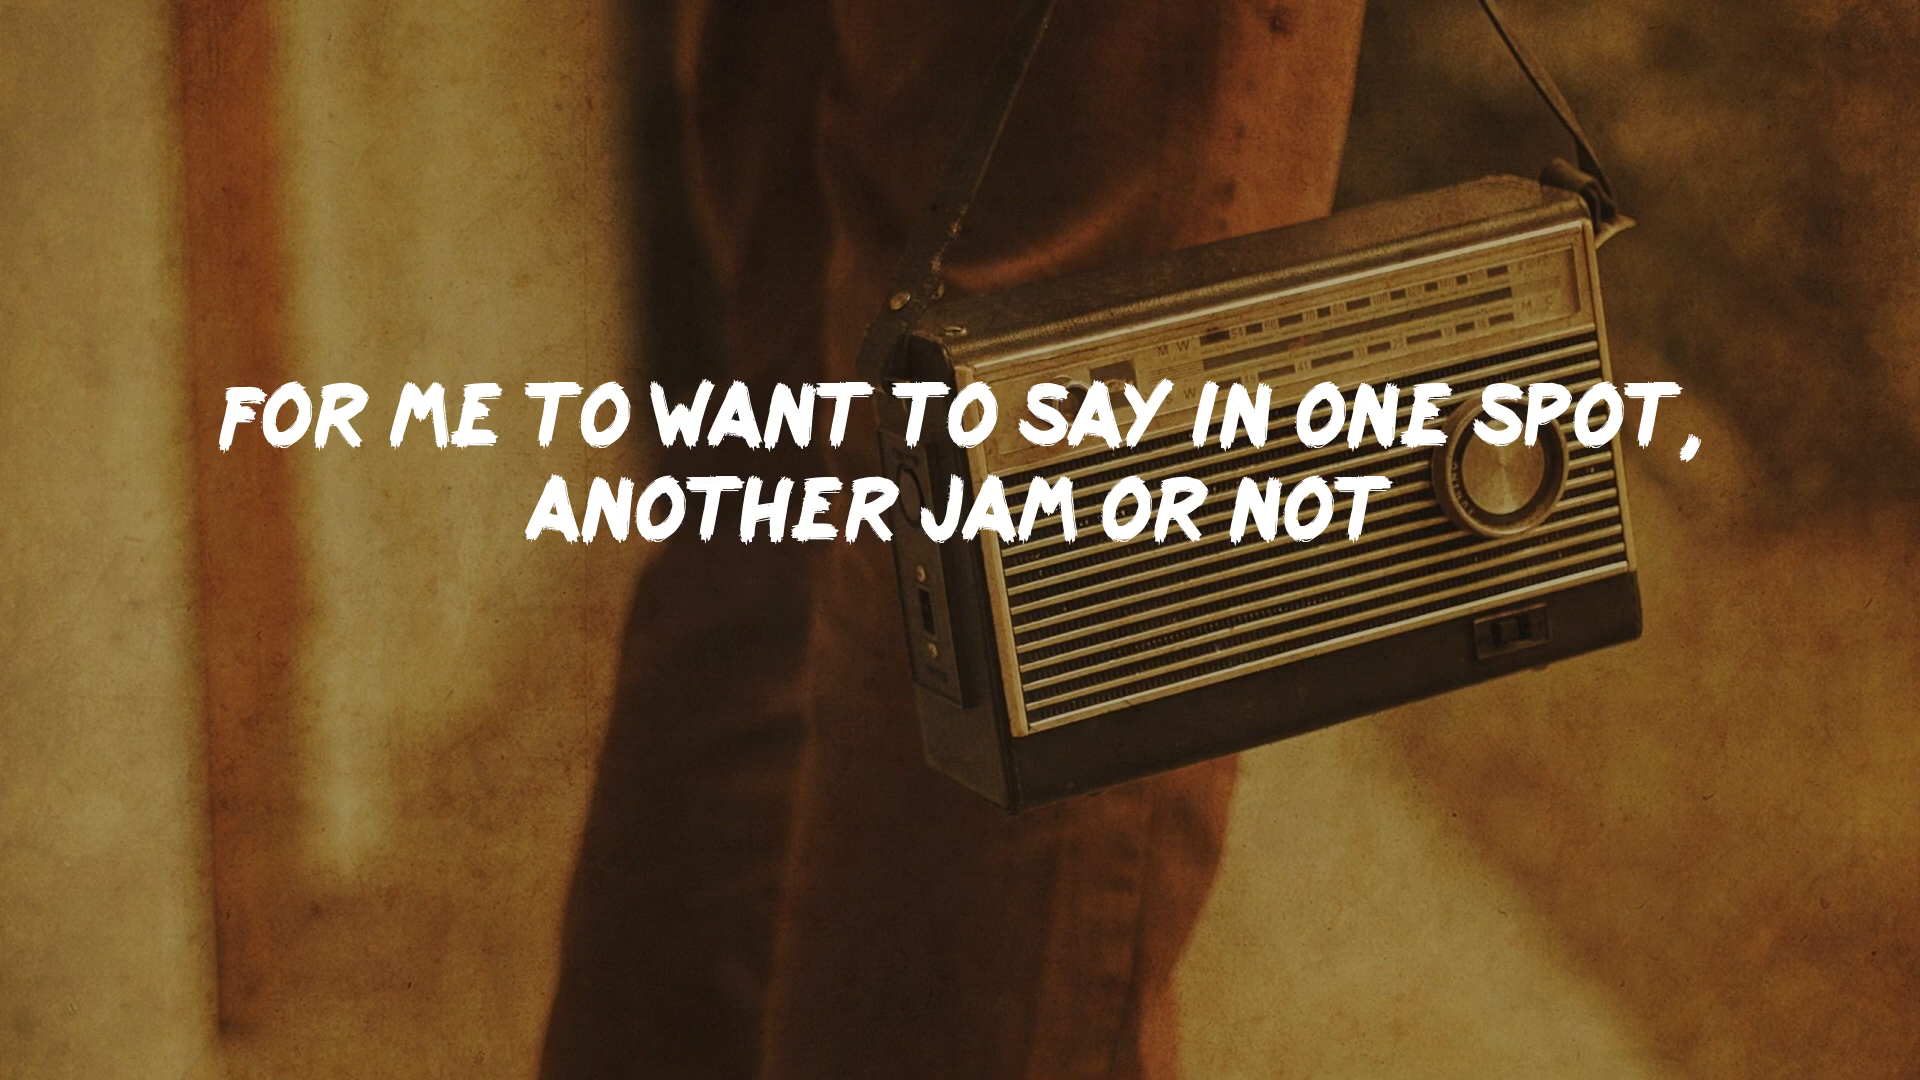 FOR ME TO WANT TO SAY IN ONE SPOT,
ANOTHER JAM OR NOT
M W